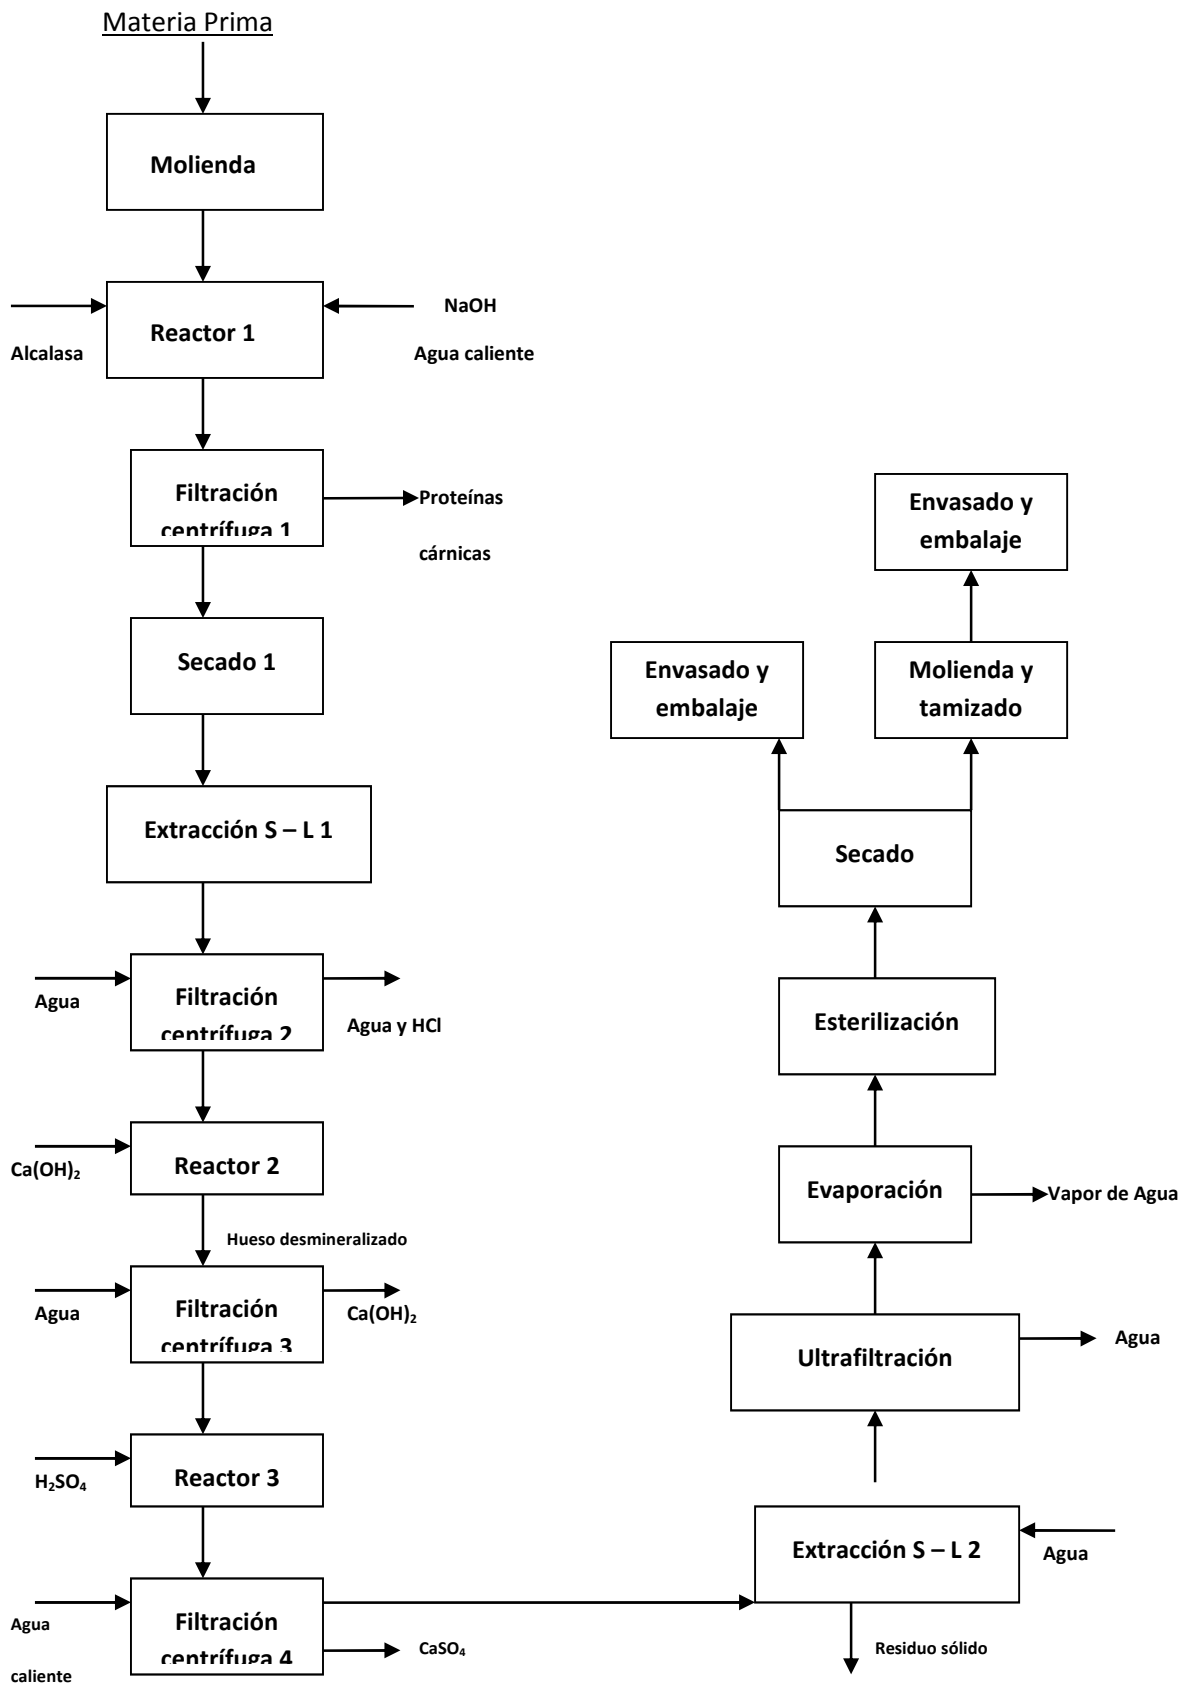 Materia Prima
Molienda
Reactor 1
Alcalasa
NaOH
Agua caliente
Filtración
centrífuga 1
Proteínas
cárnicas
Secado 1
Extracción S – L 1
Agua
Filtración
centrífuga 2
Agua y HCl
Ca(OH)₂
Reactor 2
Hueso desmineralizado
Agua
Filtración
centrífuga 3
Ca(OH)₂
H₂SO₄
Reactor 3
Agua
caliente
Filtración
centrífuga 4
CaSO₄
Extracción S – L 2
Agua
Residuo sólido
Ultrafiltración
Agua
Evaporación
Vapor de Agua
Esterilización
Secado
Envasado y
embalaje
Molienda y
tamizado
Envasado y
embalaje